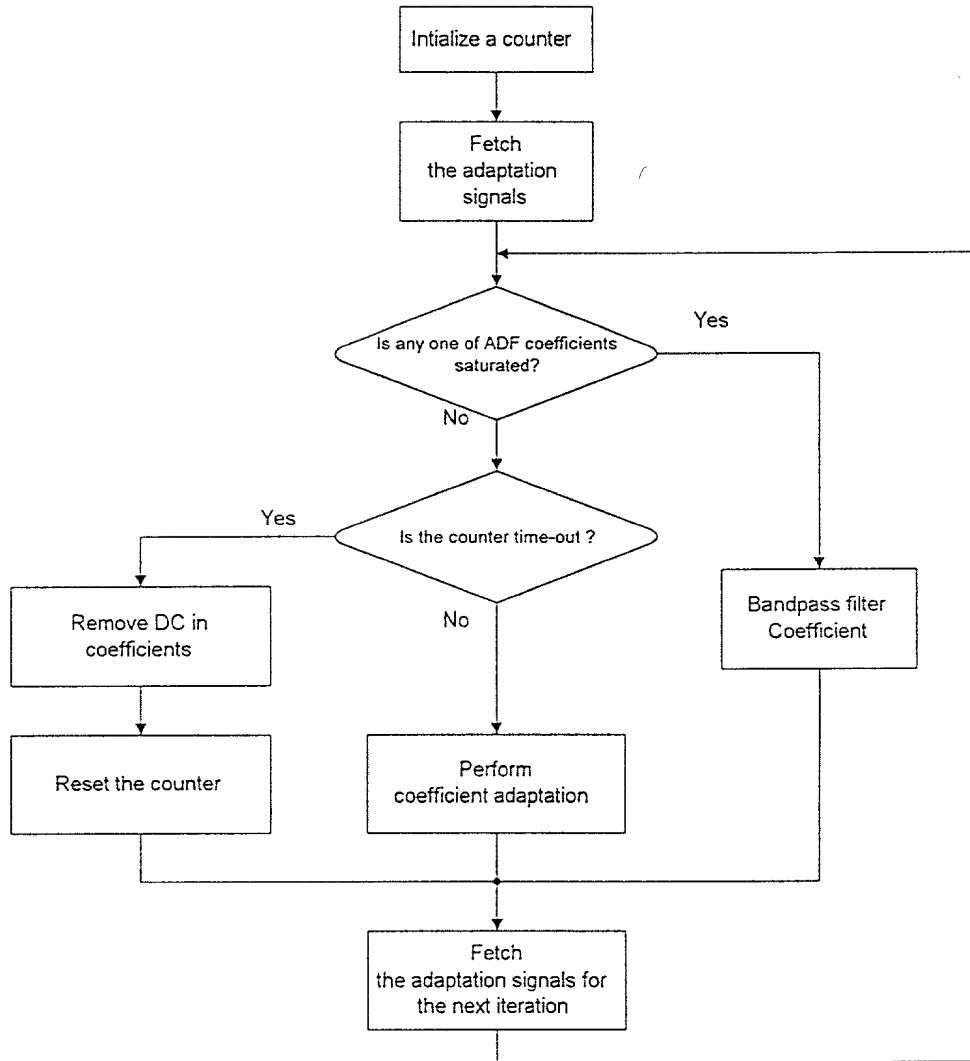 Intialize a counter
Fetch
the adaptation
signals
Yes
Is any one of ADF coefficients
saturated?
No
Yes
Is the counter time-out ?
No
Remove DC in
coefficients
Bandpass filter
Coefficient
Reset the counter
Perform
coefficient adaptation
Fetch
the adaptation signals for
the next iteration